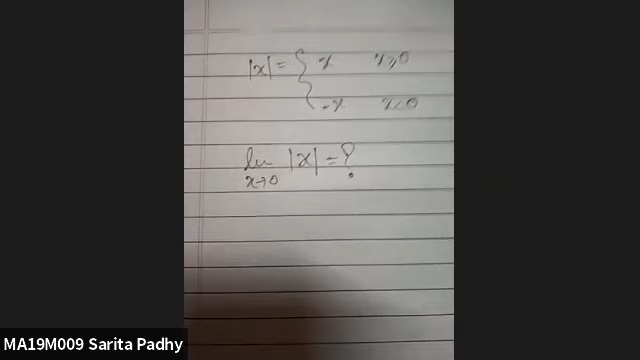 |x| = { x x ≥ 0
-x x < 0
lim |x| = ?
x→0
MA19M009 Sarita Padhy